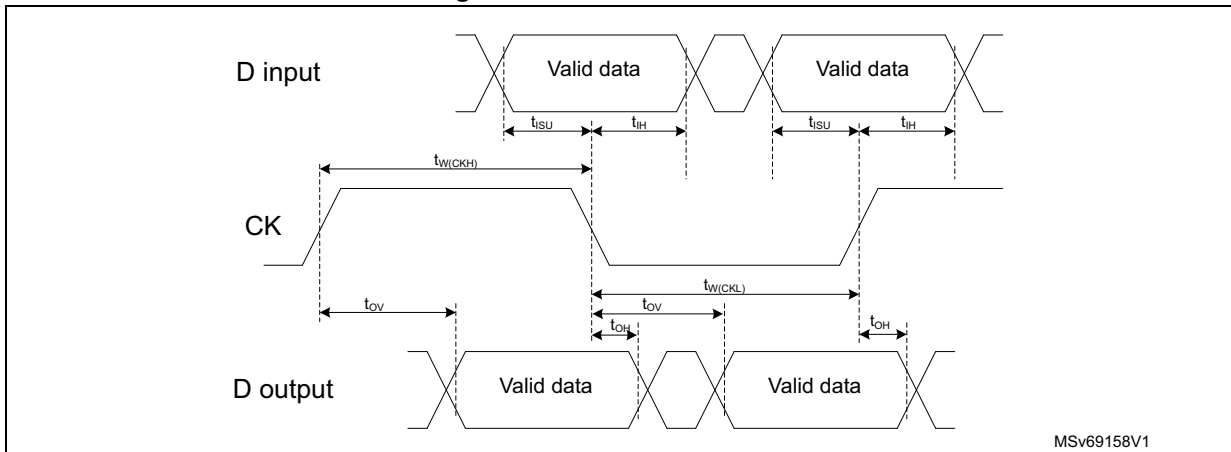 D input
Valid data
Valid data
tISU
tIH
tISU
tIH
tW(CKH)
CK
tW(CKL)
tOV
tOV
tOH
tOH
D output
Valid data
Valid data
MSv69158V1